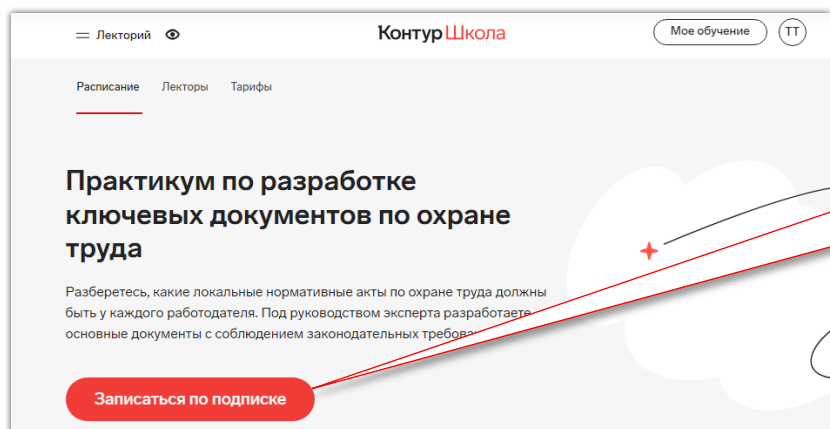 Лекторий
Контур Школа
Мое обучение
ТТ
Расписание Лекторы Тарифы
Практикум по разработке
ключевых документов по охране
труда
Разберетесь, какие локальные нормативные акты по охране труда должны
быть у каждого работодателя. Под руководством эксперта разработаете
основные документы с соблюдением законодательных
Записаться по подписке